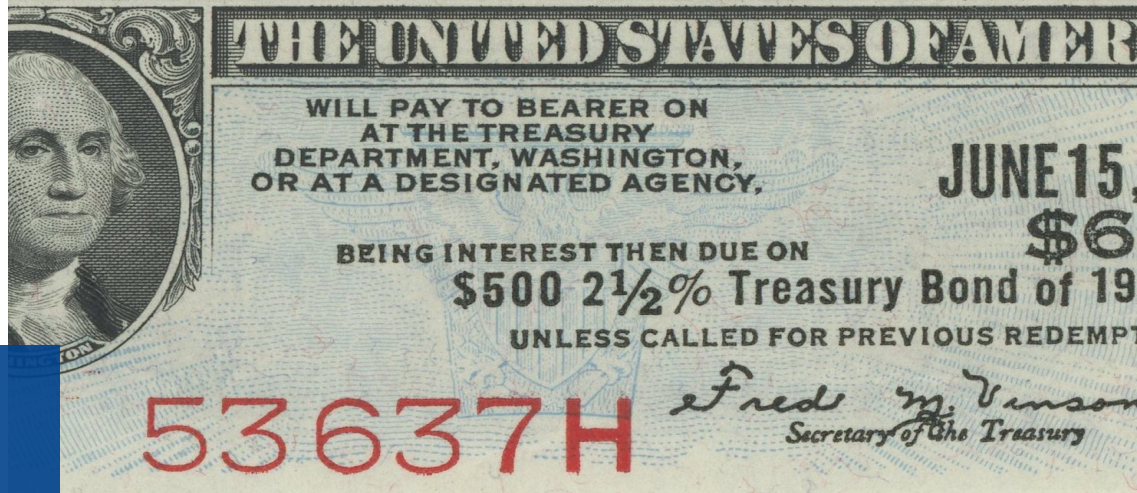 THE UNITED STATES OF AMER
WILL PAY TO BEARER ON
AT THE TREASURY
DEPARTMENT, WASHINGTON,
OR AT A DESIGNATED AGENCY,
JUNE 15,
$6
BEING INTEREST THEN DUE ON
$500 2½% Treasury Bond of 19
UNLESS CALLED FOR PREVIOUS REDEMPT
INGTON
53637H
Fred M. Vinson
Secretary of the Treasury